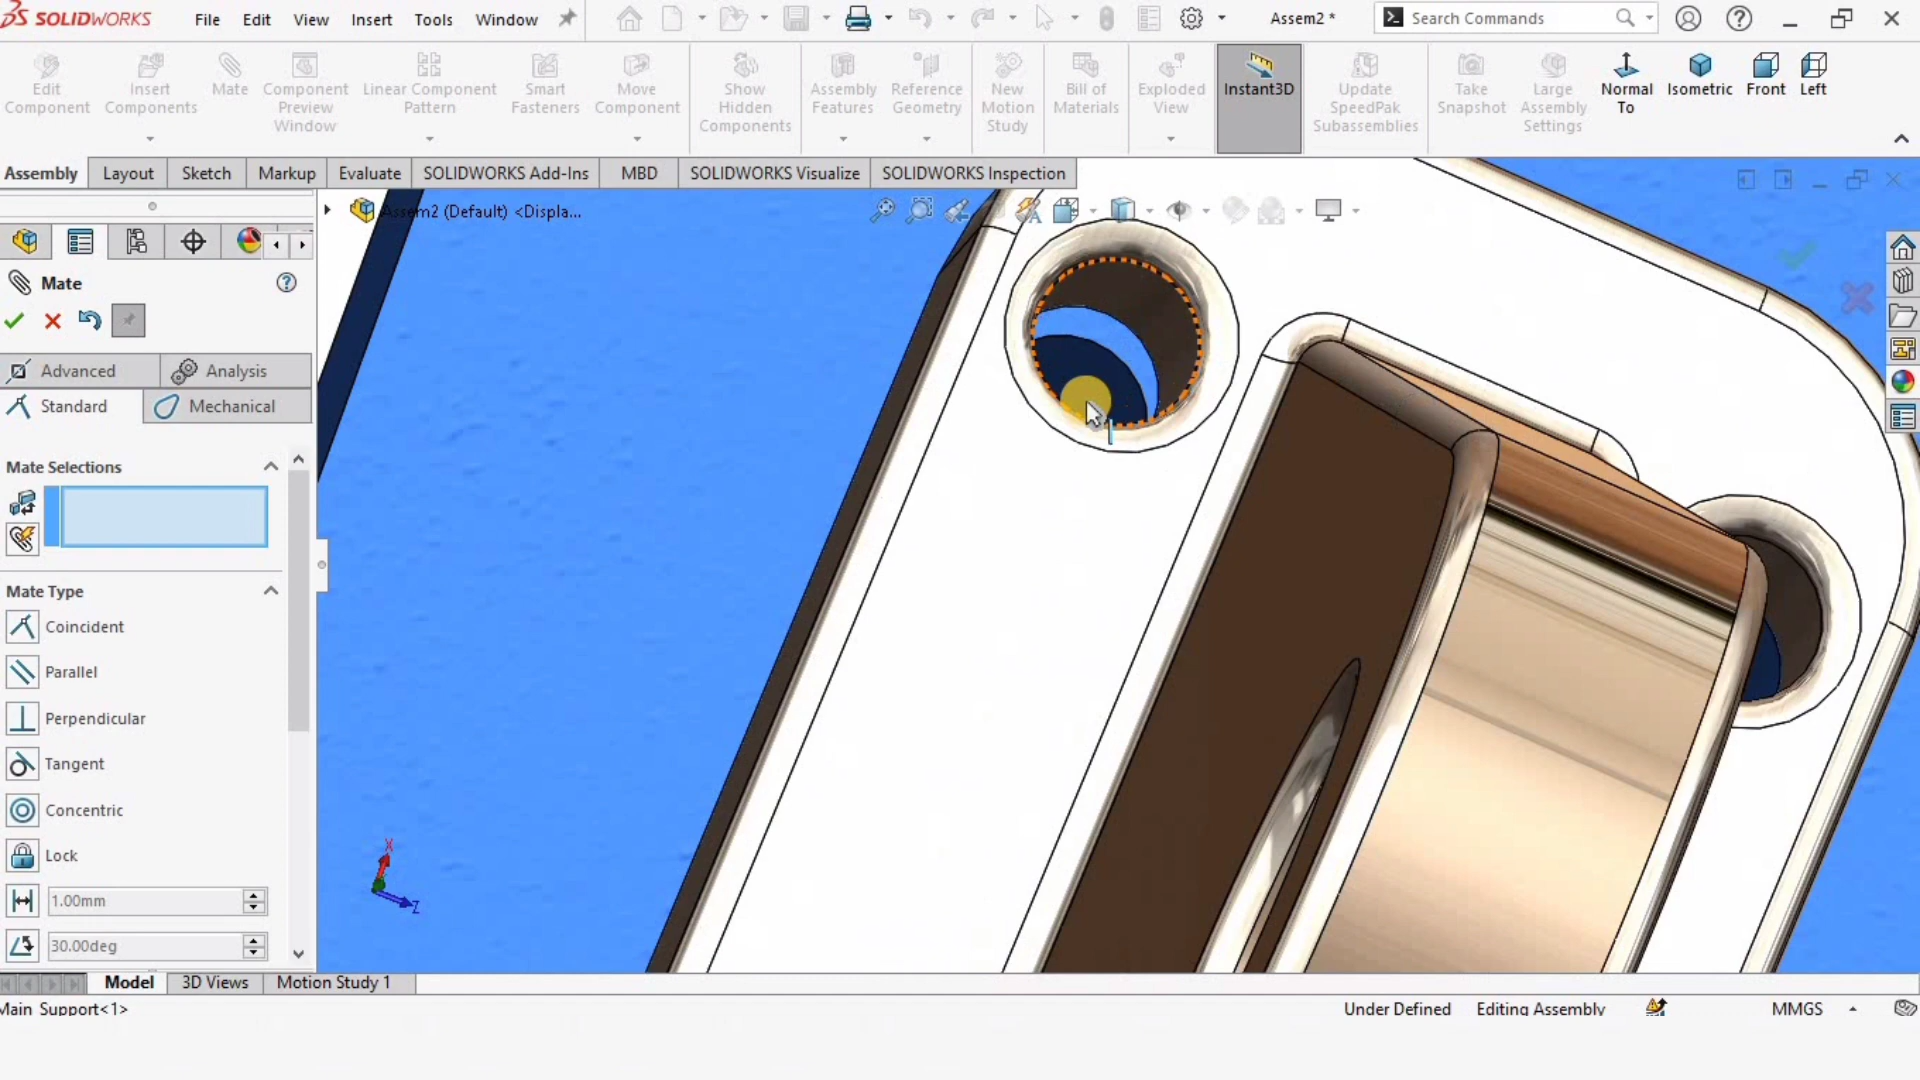 SOLIDWORKS File Edit View Insert Tools Window Assem2 * Search Commands
Edit Component
Insert Components
Mate
Component Preview Window
Linear Component Pattern
Smart Fasteners
Move Component
Show Hidden Components
Assembly Features
Reference Geometry
New Motion Study
Bill of Materials
Exploded View
Instant3D
Update SpeedPak Subassemblies
Take Snapshot
Large Assembly Settings
Normal To
Isometric
Front
Left
Assembly Layout Sketch Markup Evaluate SOLIDWORKS Add-Ins MBD SOLIDWORKS Visualize SOLIDWORKS Inspection
Assem2 (Default) <Displa...
Mate
Advanced Analysis
Standard Mechanical
Mate Selections
Mate Type
Coincident
Parallel
Perpendicular
Tangent
Concentric
Lock
1.00mm
30.00deg
X
Z
Model 3D Views Motion Study 1
Main Support<1> Under Defined Editing Assembly MMGS